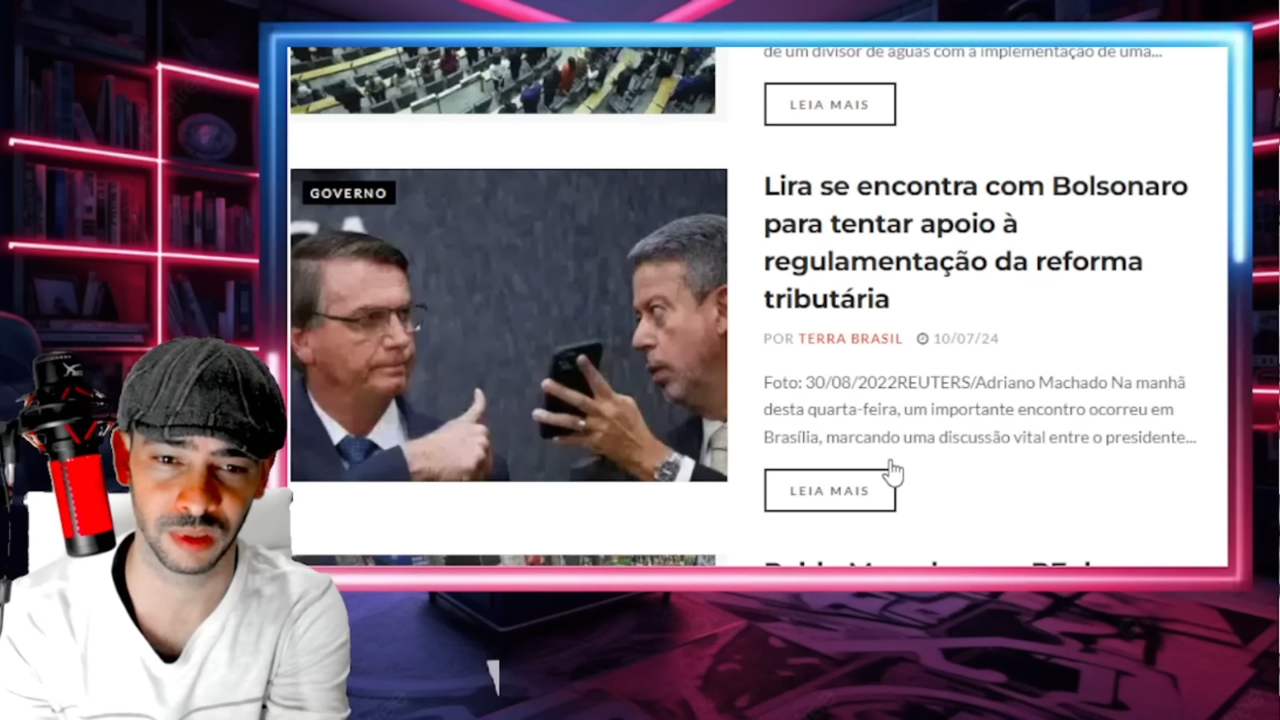 de um divisor de águas com a implementação de uma...
LEIA MAIS
GOVERNO
Lira se encontra com Bolsonaro
para tentar apoio à
regulamentação da reforma
tributária
POR TERRA BRASIL 10/07/24
Foto: 30/08/2022REUTERS/Adriano Machado Na manhã
desta quarta-feira, um importante encontro ocorreu em
Brasília, marcando uma discussão vital entre o presidente...
LEIA MAIS